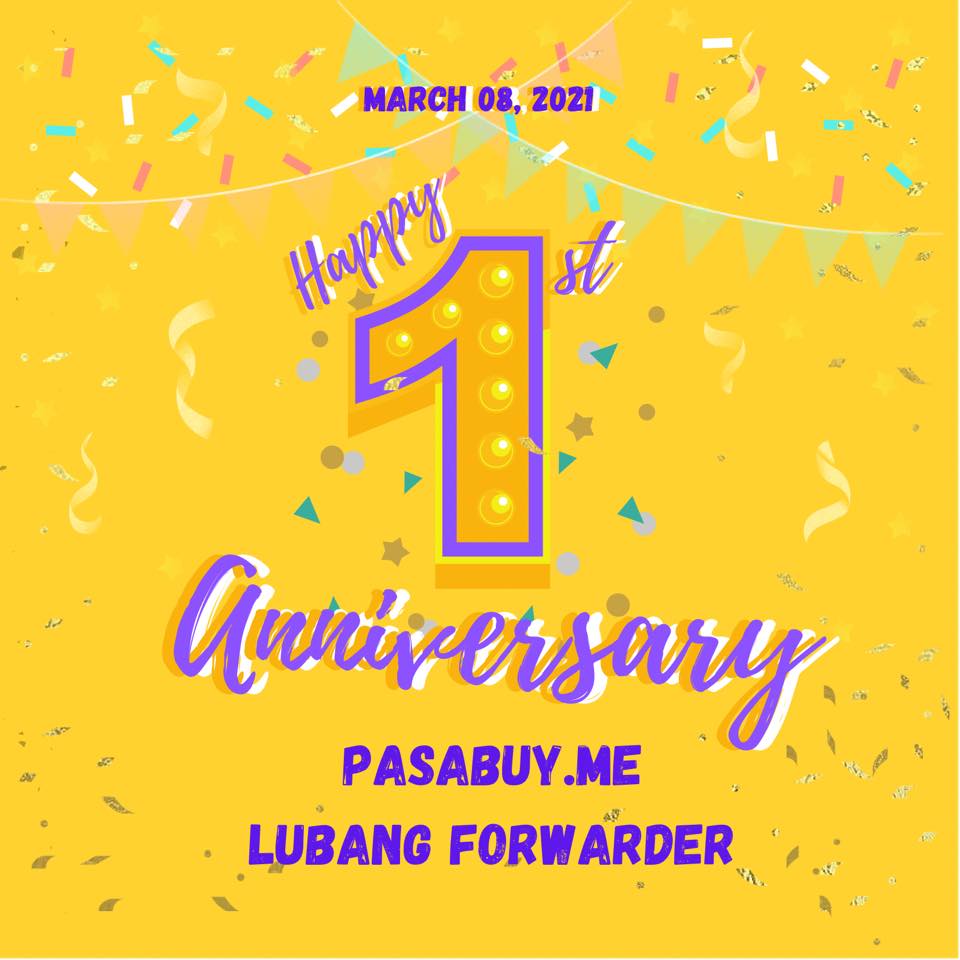 MARCH 08, 2021
Happy 1st
Anniversary
PASABUY.ME
LUBANG FORWARDER